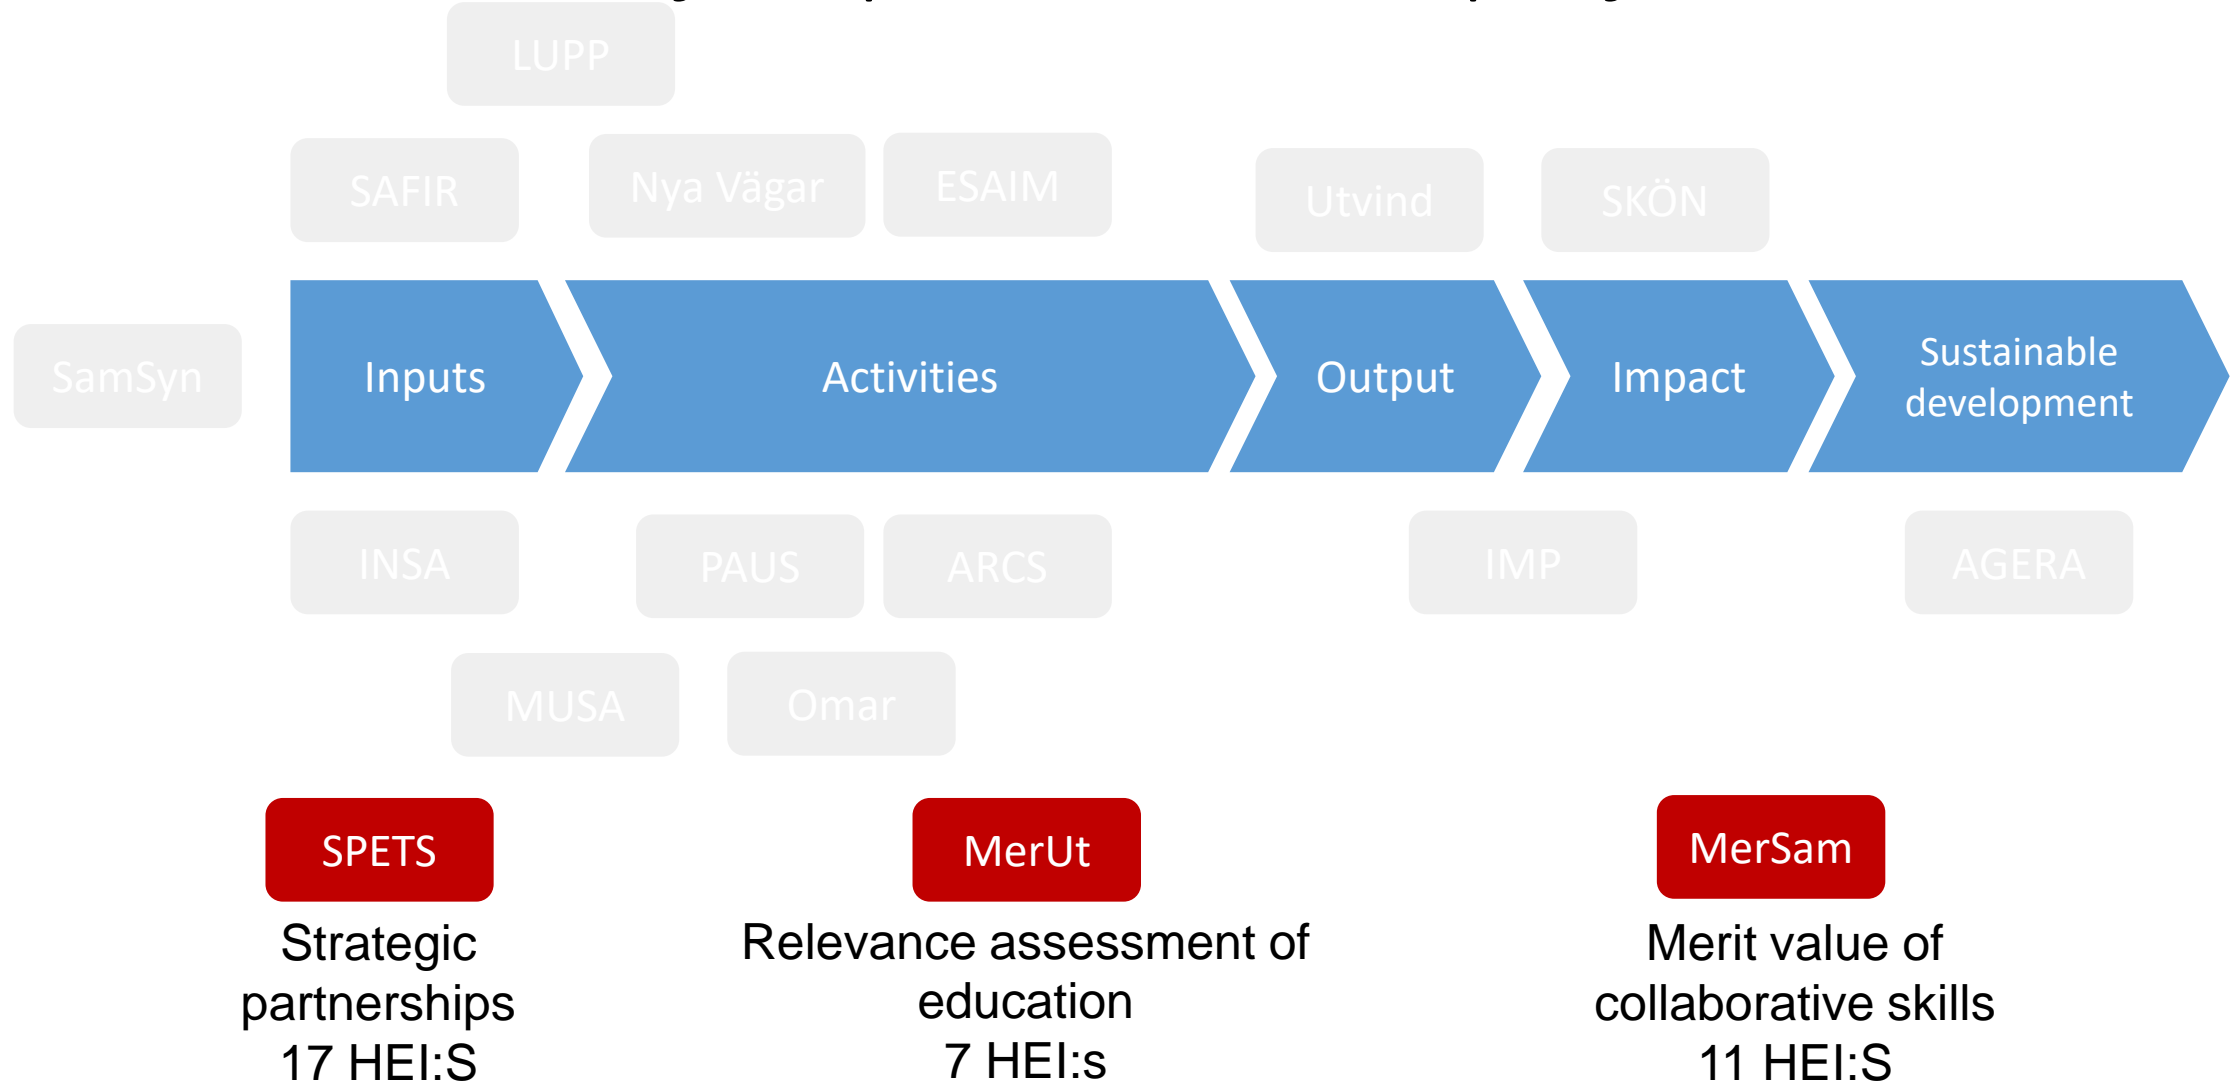 LUPP
SAFIR
Nya Vägar
ESAIM
Utvind
SKÖN
SamSyn
Inputs
Activities
Output
Impact
Sustainable
development
INSA
PAUS
ARCS
IMP
AGERA
MUSA
Omar
SPETS
MerUt
MerSam
Strategic
partnerships
17 HEI:S
Relevance assessment of
education
7 HEI:s
Merit value of
collaborative skills
11 HEI:S